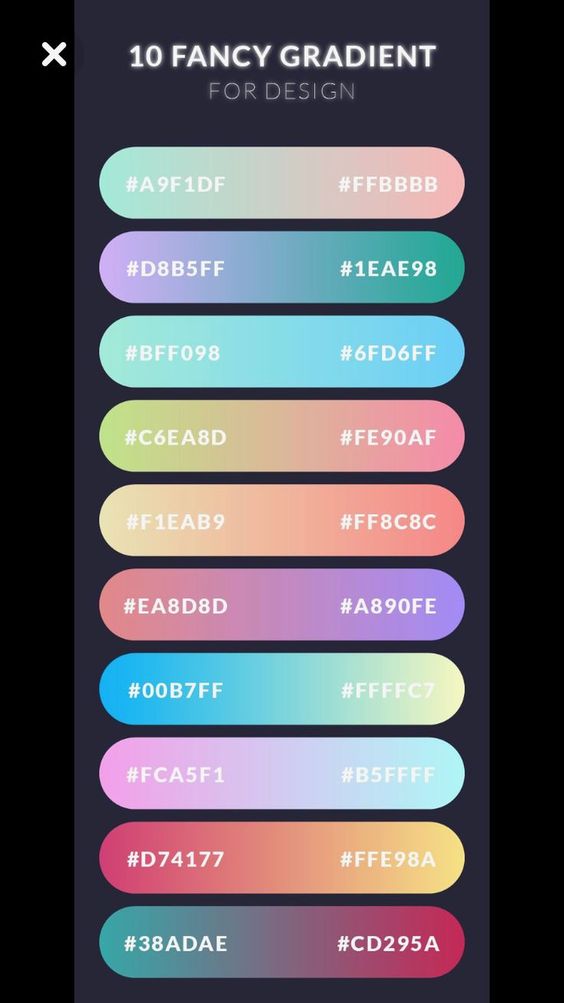 10 FANCY GRADIENT
FOR DESIGN
#A9F1DF #FFBBBB
#D8B5FF #1EAE98
#BFF098 #6FD6FF
#C6EA8D #FE90AF
#F1EAB9 #FF8C8C
#EA8D8D #A890FE
#00B7FF #FFFFC7
#FCA5F1 #B5FFFF
#D74177 #FFE98A
#38ADAE #CD295A